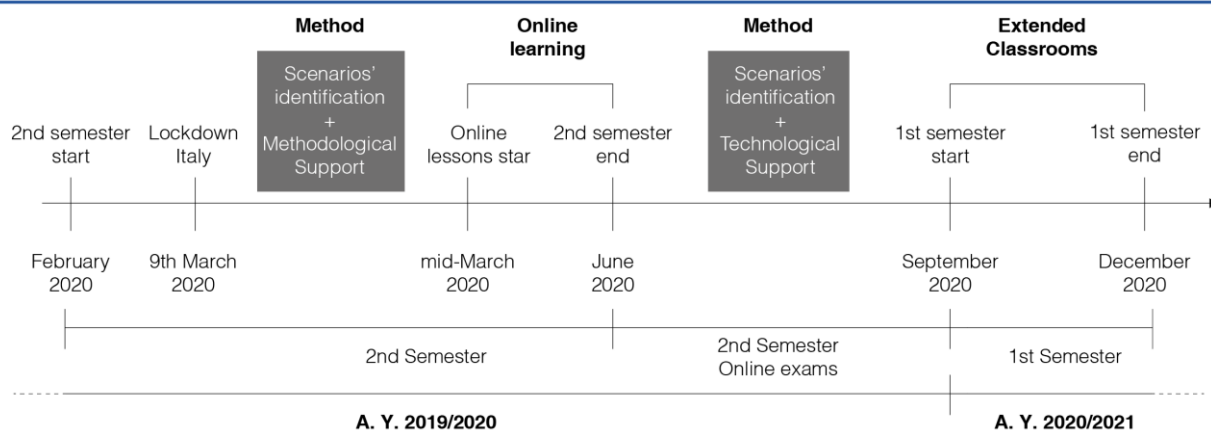 Method
Online
learning
Method
Extended
Classrooms
Scenarios'
identification
+
Methodological
Support
Scenarios'
identification
+
Technological
Support
2nd semester
start
Lockdown
Italy
Online
lessons star
2nd semester
end
1st semester
start
1st semester
end
February
2020
9th March
2020
mid-March
2020
June
2020
September
2020
December
2020
2nd Semester
2nd Semester
Online exams
1st Semester
A. Y. 2019/2020
A. Y. 2020/2021